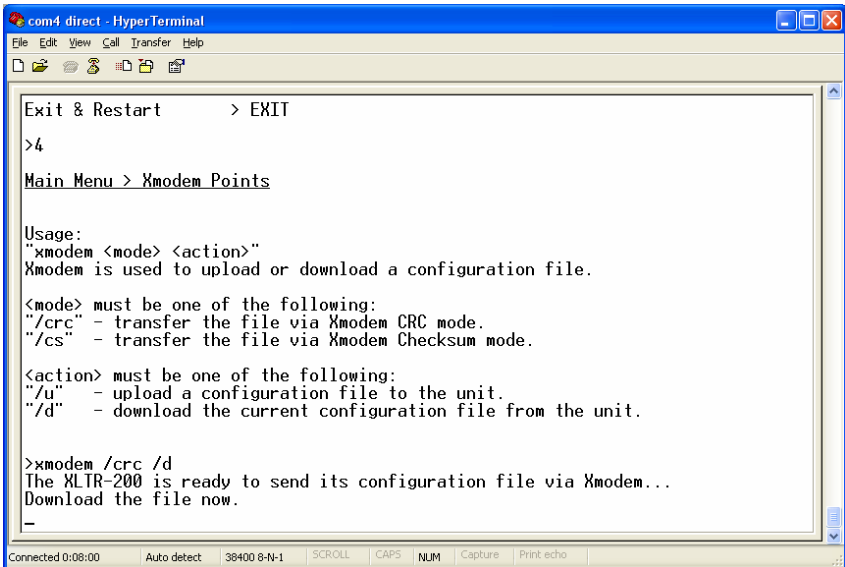 com4 direct - HyperTerminal
File Edit View Call Transfer Help
Exit & Restart > EXIT
>4
Main Menu > Xmodem Points
Usage:
"xmodem <mode> <action>"
Xmodem is used to upload or download a configuration file.
<mode> must be one of the following:
"/crc" - transfer the file via Xmodem CRC mode.
"/cs" - transfer the file via Xmodem Checksum mode.
<action> must be one of the following:
"/u" - upload a configuration file to the unit.
"/d" - download the current configuration file from the unit.
>xmodem /crc /d
The XLTR-200 is ready to send its configuration file via Xmodem...
Download the file now.
_
Connected 0:08:00 Auto detect 38400 8-N-1 SCROLL CAPS NUM Capture Print echo